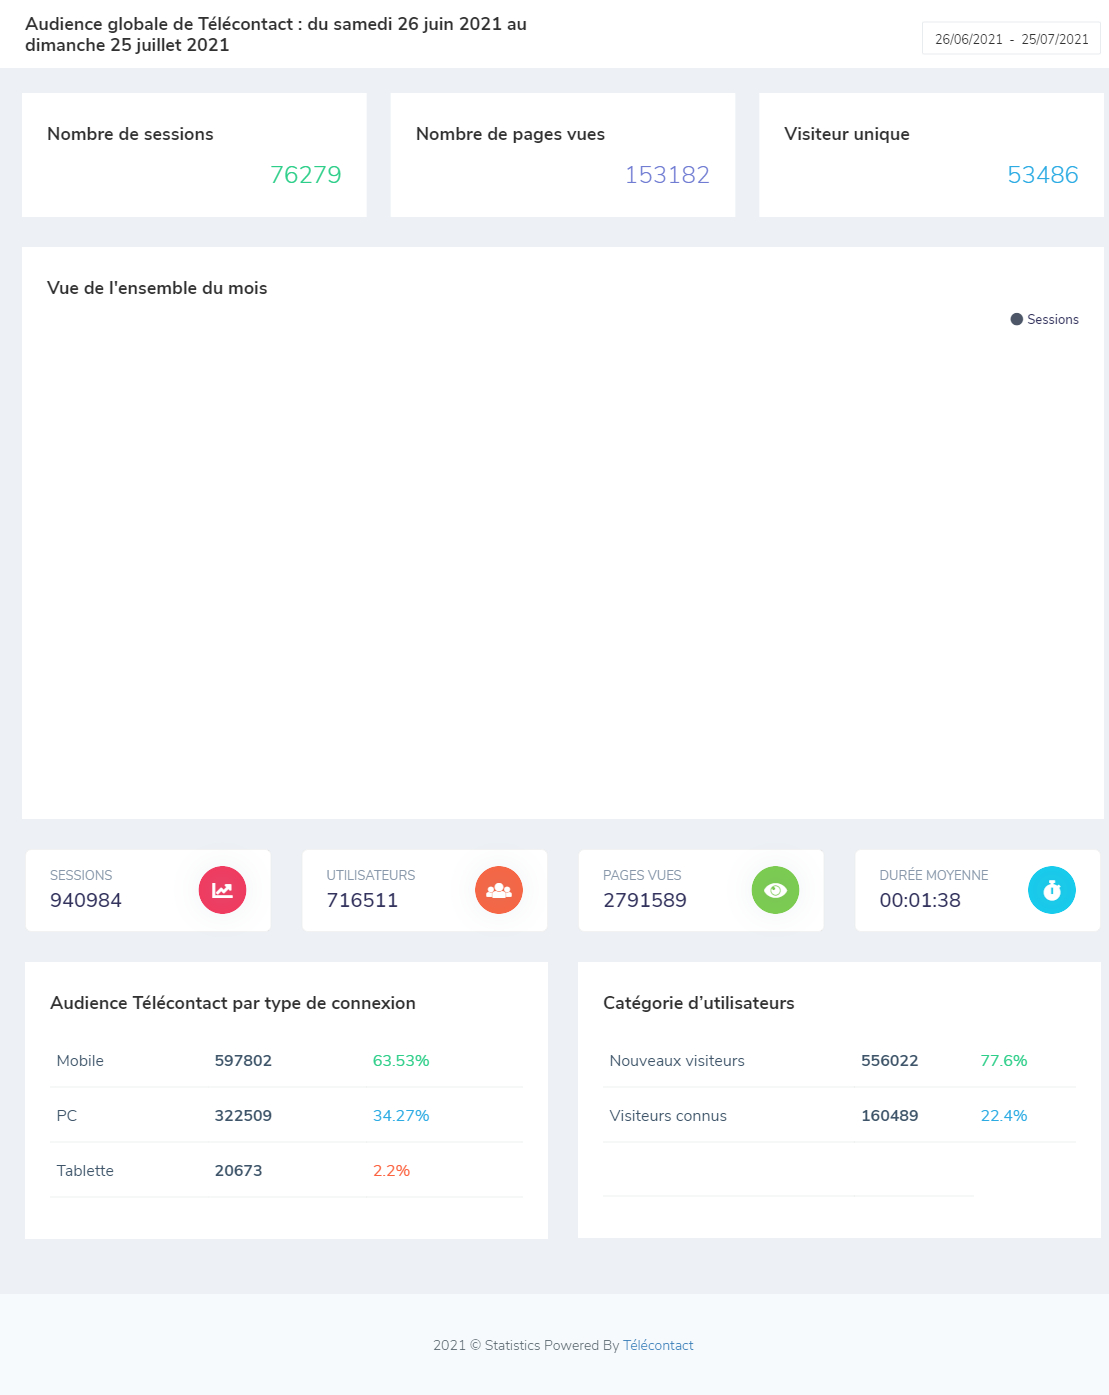 Audience globale de Télécontact : du samedi 26 juin 2021 au
dimanche 25 juillet 2021
26/06/2021 - 25/07/2021
Nombre de sessions
76279
Nombre de pages vues
153182
Visiteur unique
53486
Vue de l'ensemble du mois
Sessions
SESSIONS
940984
UTILISATEURS
716511
PAGES VUES
2791589
DURÉE MOYENNE
00:01:38
Audience Télécontact par type de connexion
Mobile 597802 63.53%
PC 322509 34.27%
Tablette 20673 2.2%
Catégorie d’utilisateurs
Nouveaux visiteurs 556022 77.6%
Visiteurs connus 160489 22.4%
2021 © Statistics Powered By Télécontact